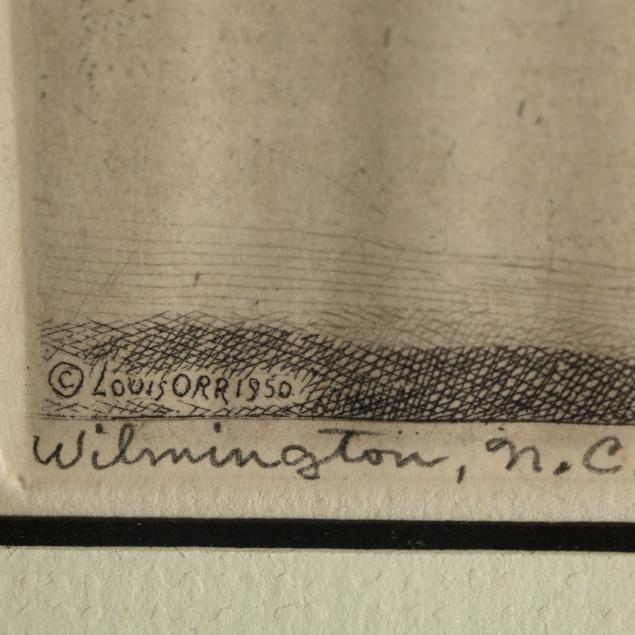 © LOUIS ORR 1950.
Wilmington, N.C